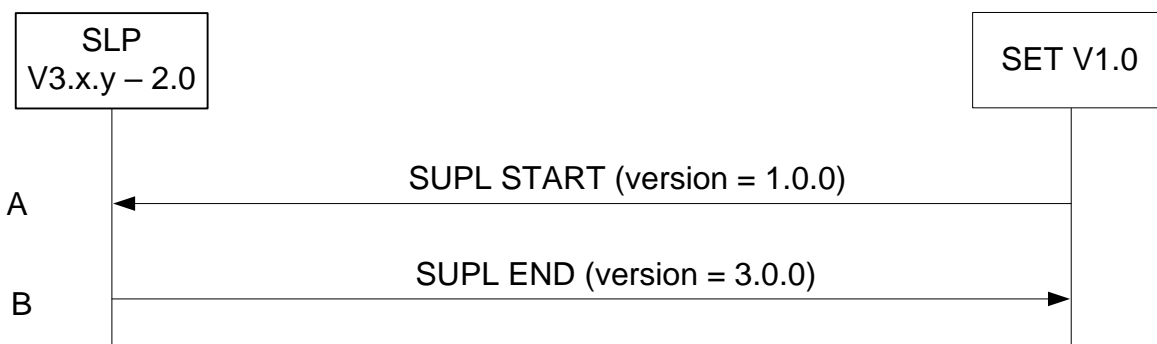 SLP
V3.x.y – 2.0
SET V1.0
SUPL START (version = 1.0.0)
A
SUPL END (version = 3.0.0)
B